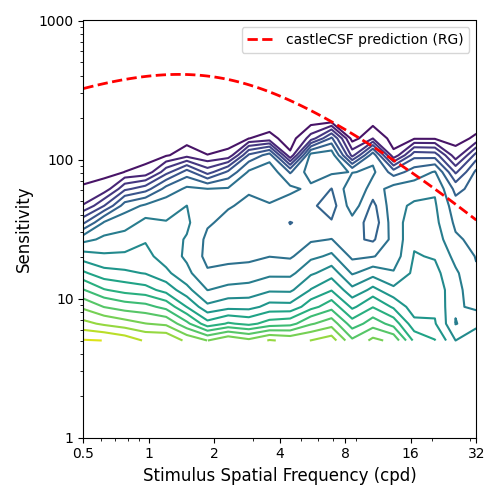 1000
castleCSF prediction (RG)
100
Sensitivity
10
1
0.5 1 2 4 8 16 32
Stimulus Spatial Frequency (cpd)